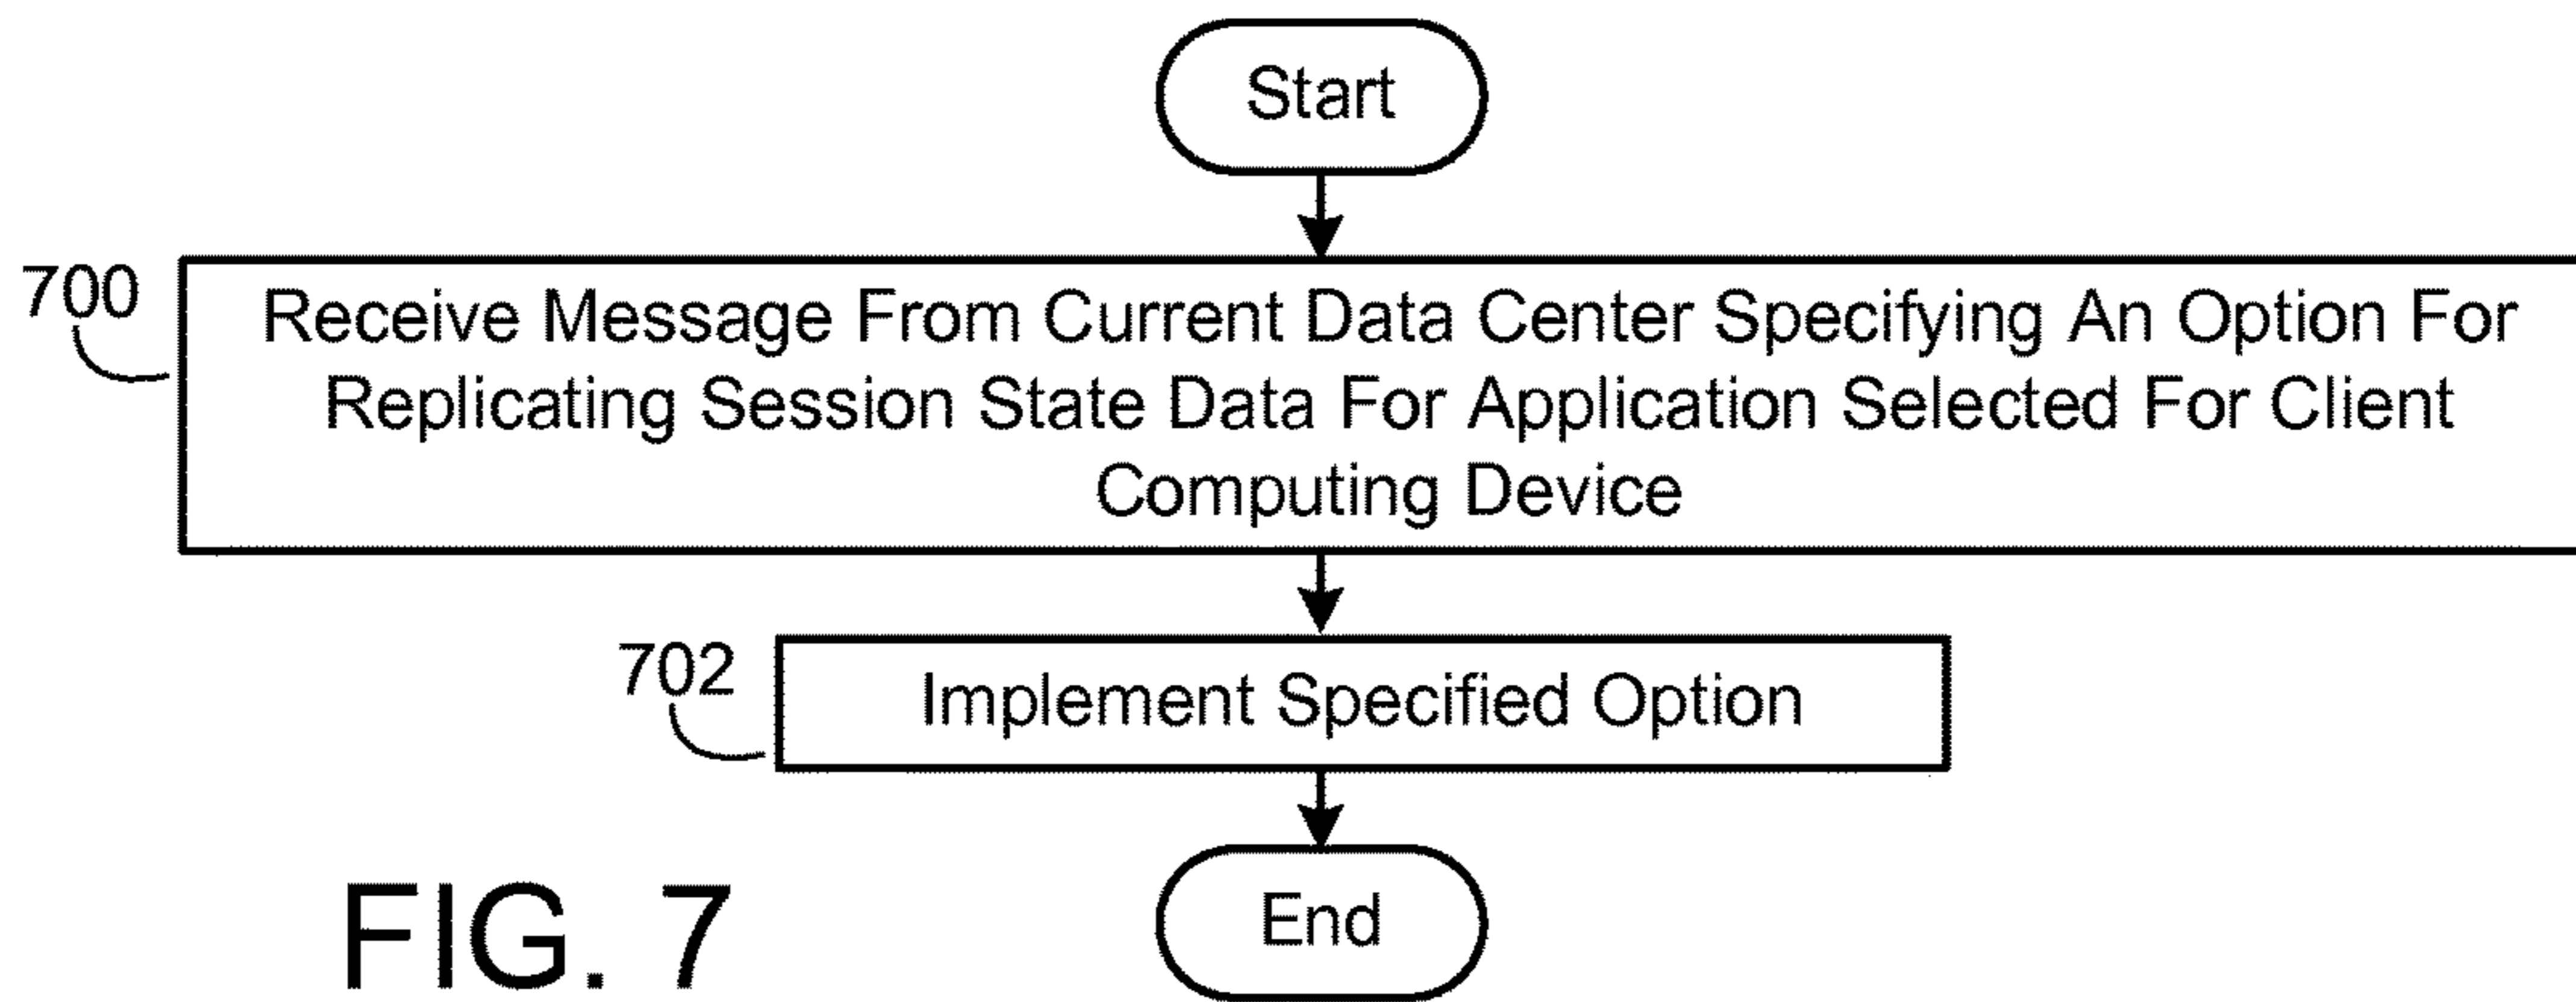 Start
700
Receive Message From Current Data Center Specifying An Option For
Replicating Session State Data For Application Selected For Client
Computing Device
702
Implement Specified Option
End
FIG. 7